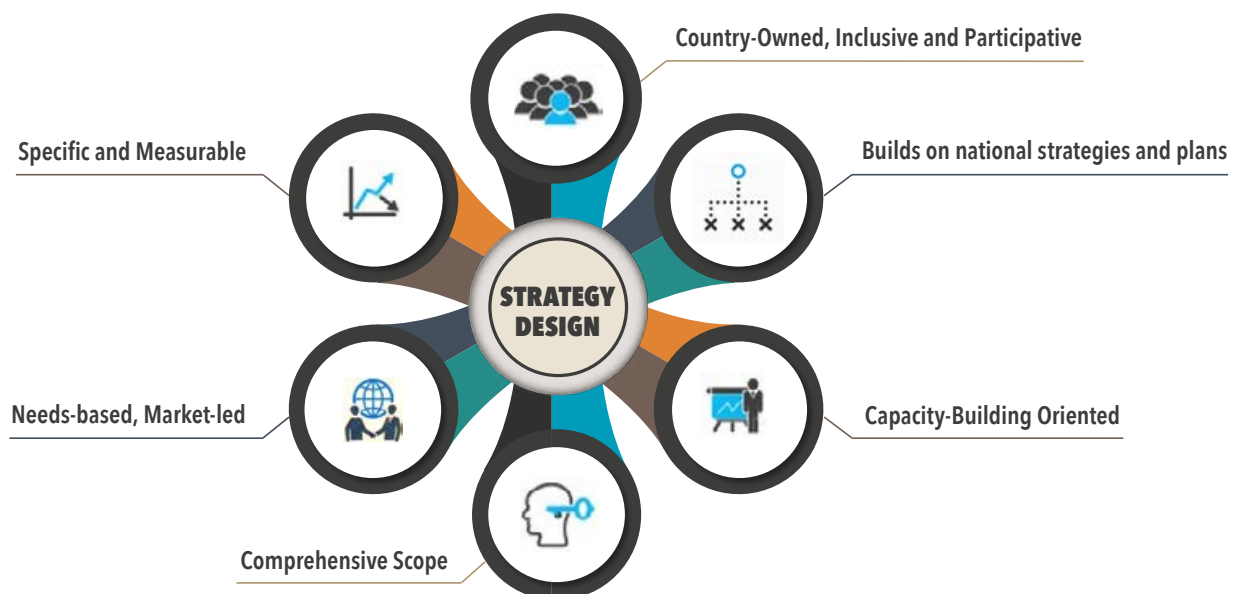 Country-Owned, Inclusive and Participative
Specific and Measurable
Builds on national strategies and plans
STRATEGY
DESIGN
Needs-based, Market-led
Capacity-Building Oriented
Comprehensive Scope